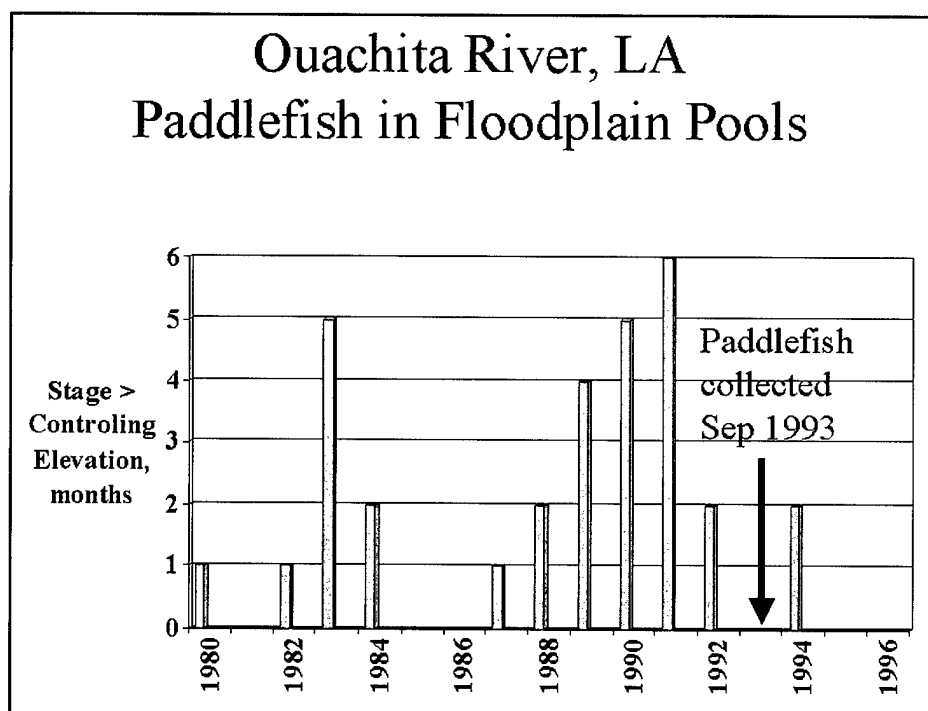 Ouachita River, LA
Paddlefish in Floodplain Pools
6
5
4
3
2
1
0
Stage >
Controling
Elevation,
months
Paddlefish
collected
Sep 1993
1980
1982
1984
1986
1988
1990
1992
1994
1996